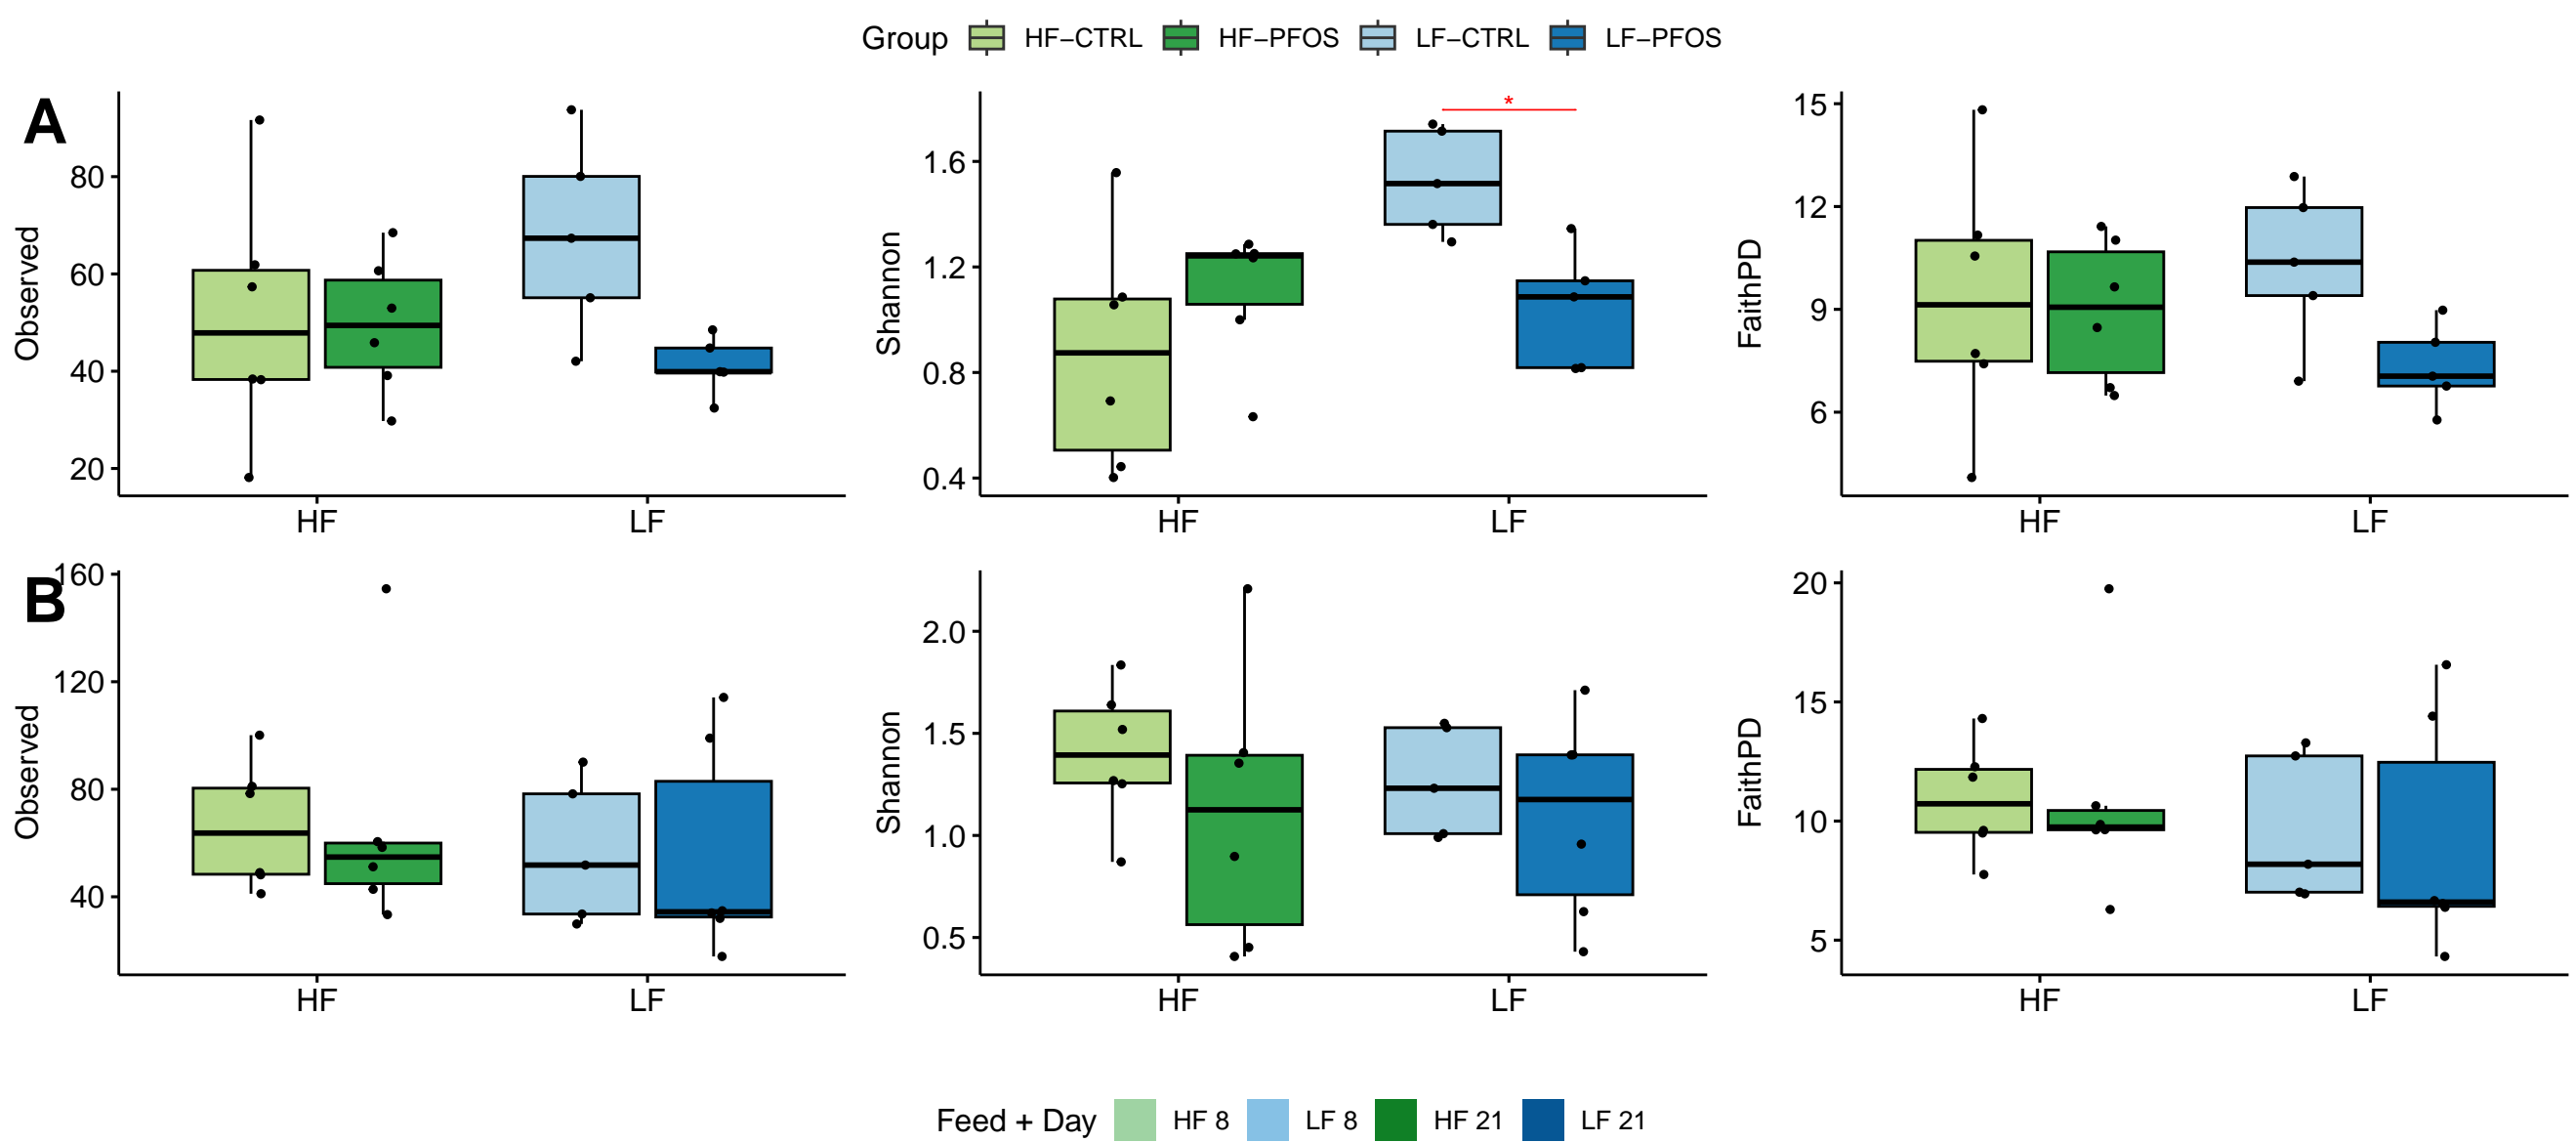 Group HF−CTRL HF−PFOS LF−CTRL LF−PFOS
A
Observed
80
60
40
20
HF LF
Shannon
*
1.6
1.2
0.8
0.4
HF LF
FaithPD
15
12
9
6
HF LF
B
Observed
160
120
80
40
HF LF
Shannon
2.0
1.5
1.0
0.5
HF LF
FaithPD
20
15
10
5
HF LF
Feed + Day HF 8 LF 8 HF 21 LF 21